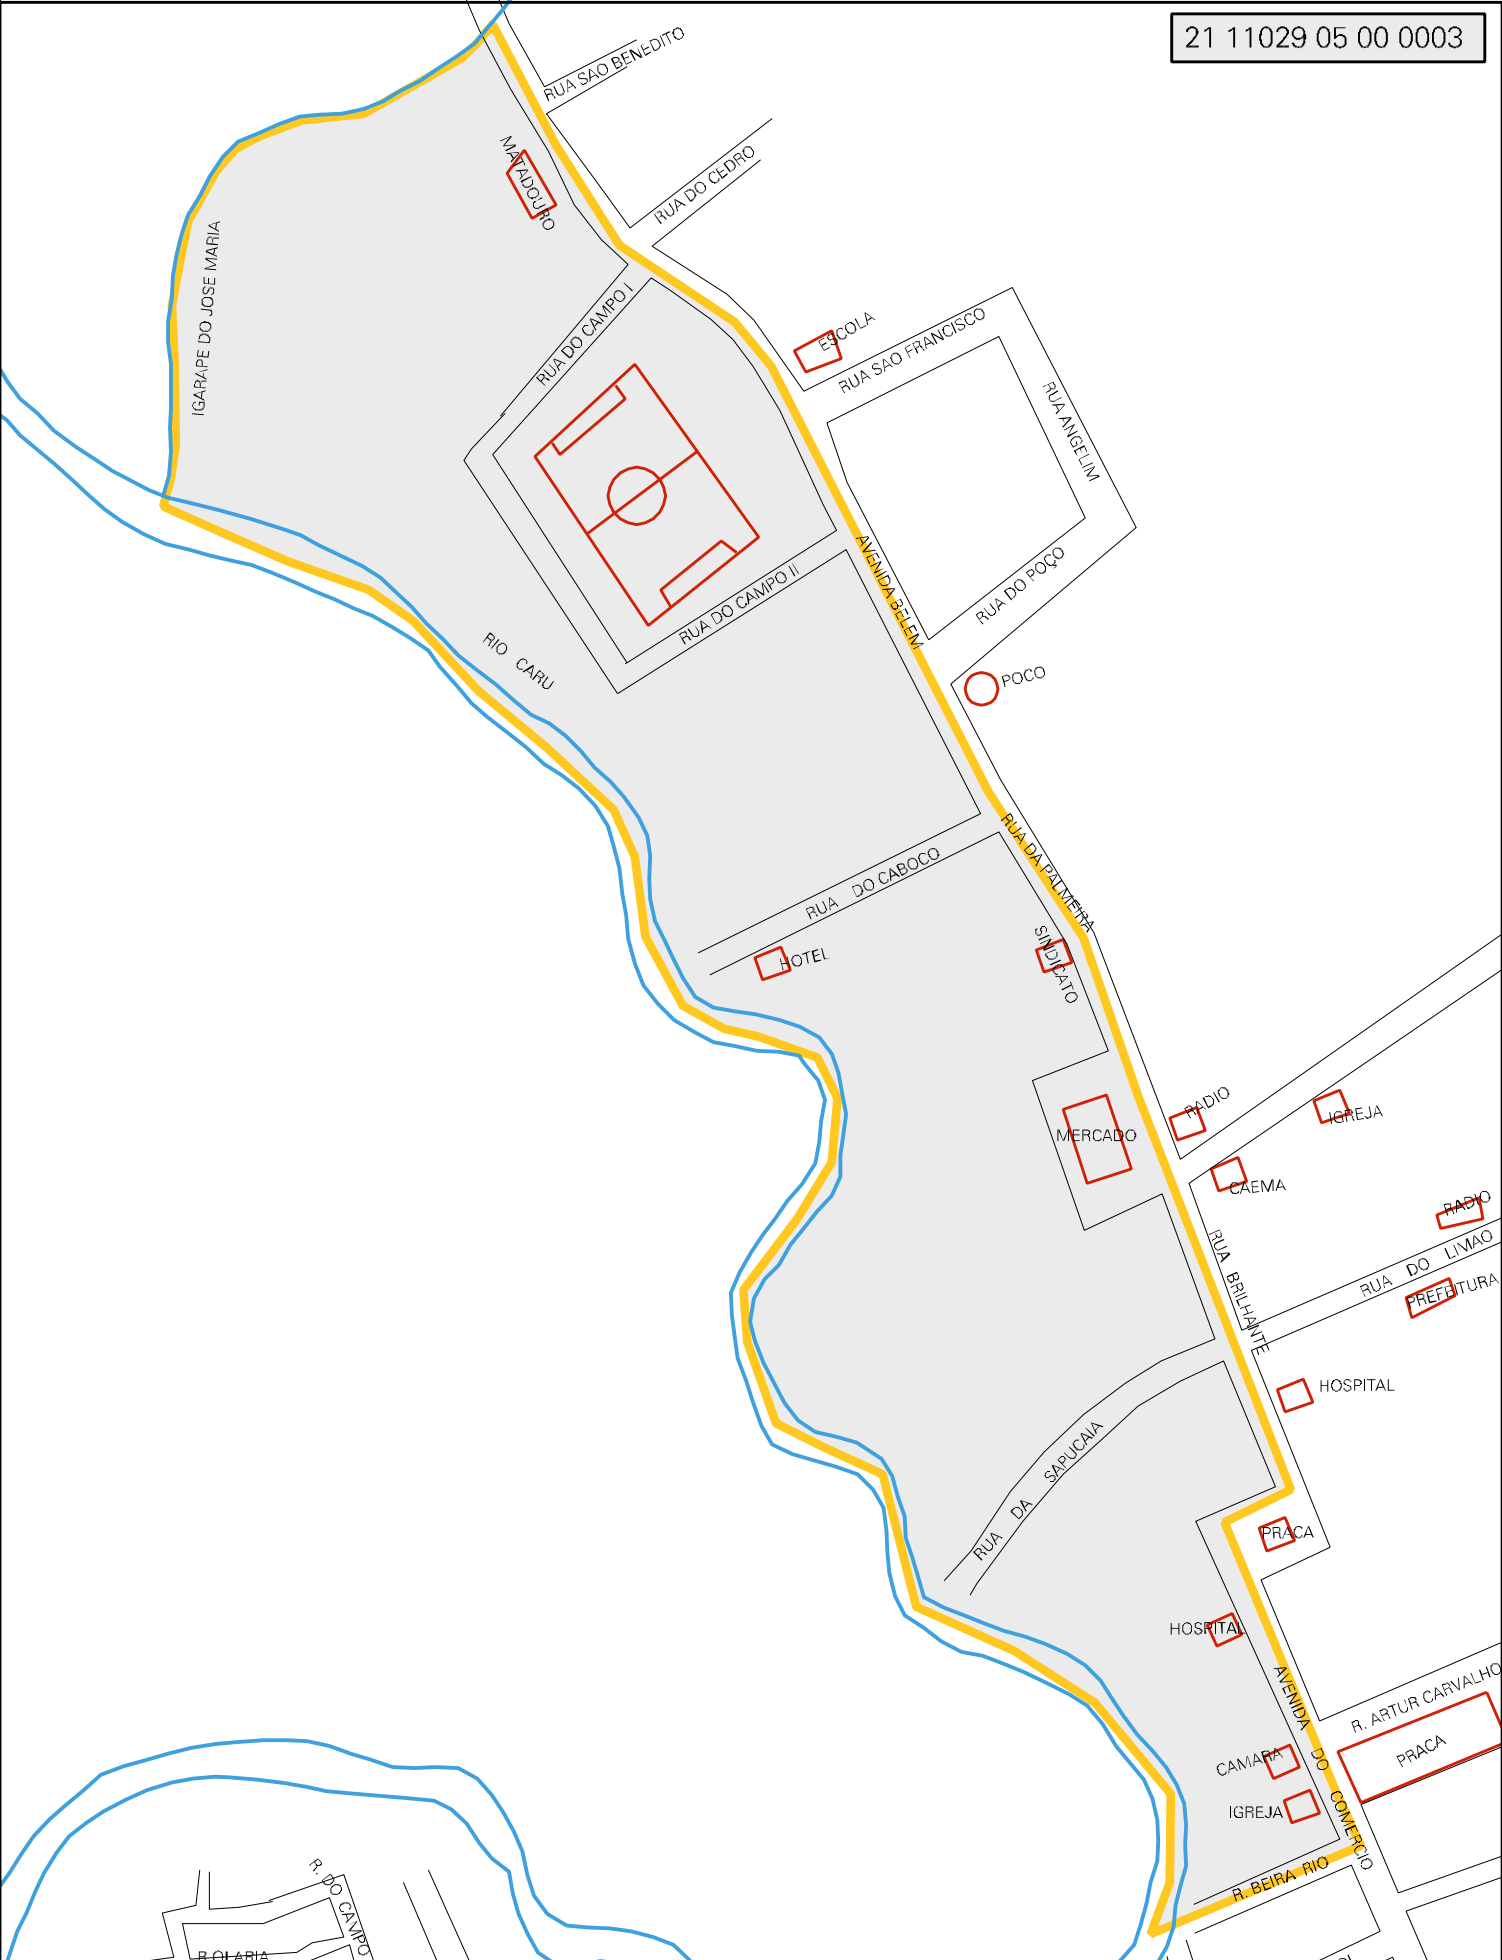 21 11029 05 00 0003
RUA SAO BENEDITO
MATADOURO
RUA DO CEDRO
IGARAPE DO JOSE MARIA
RUA DO CAMPO I
ESCOLA
RUA SAO FRANCISCO
RUA ANGELIM
AVENIDA BELEM
RUA DO POÇO
RUA DO CAMPO II
RIO CARU
POCO
RUA DA PALMEIRA
RUA DO CABOCO
HOTEL
SINDICATO
RADIO
IGREJA
MERCADO
CAEMA
RADIO
RUA BRILHANTE
RUA DO LIMAO
PREFEITURA
HOSPITAL
RUA DA SAPUCAIA
PRACA
HOSPITAL
AVENIDA DO COMERCIO
R. ARTUR CARVALHO
PRACA
CAMARA
IGREJA
R. BEIRA RIO
R. DO CAMPO
R.OLARIA